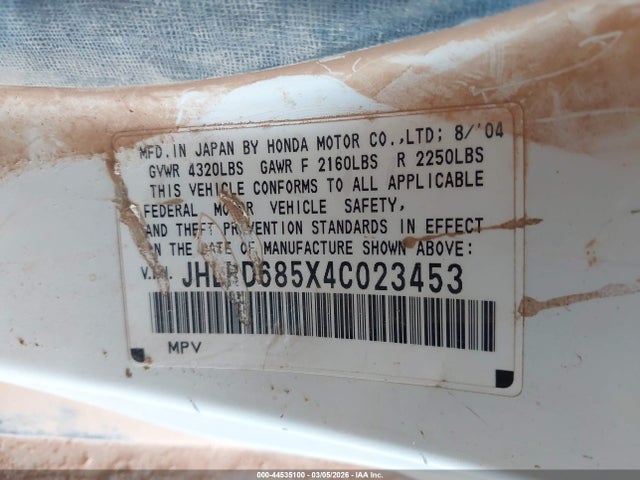 MFD. IN JAPAN BY HONDA MOTOR CO.,LTD; 8/'04
GVWR 4320LBS GAWR F 2160LBS R 2250LBS
THIS VEHICLE CONFORMS TO ALL APPLICABLE
FEDERAL MOTOR VEHICLE SAFETY,
AND THEFT PREVENTION STANDARDS IN EFFECT
ON THE DATE OF MANUFACTURE SHOWN ABOVE:
V.I.N. JHLRD685X4C023453
MPV
000-44535100 - 03/05/2026 - IAA Inc.